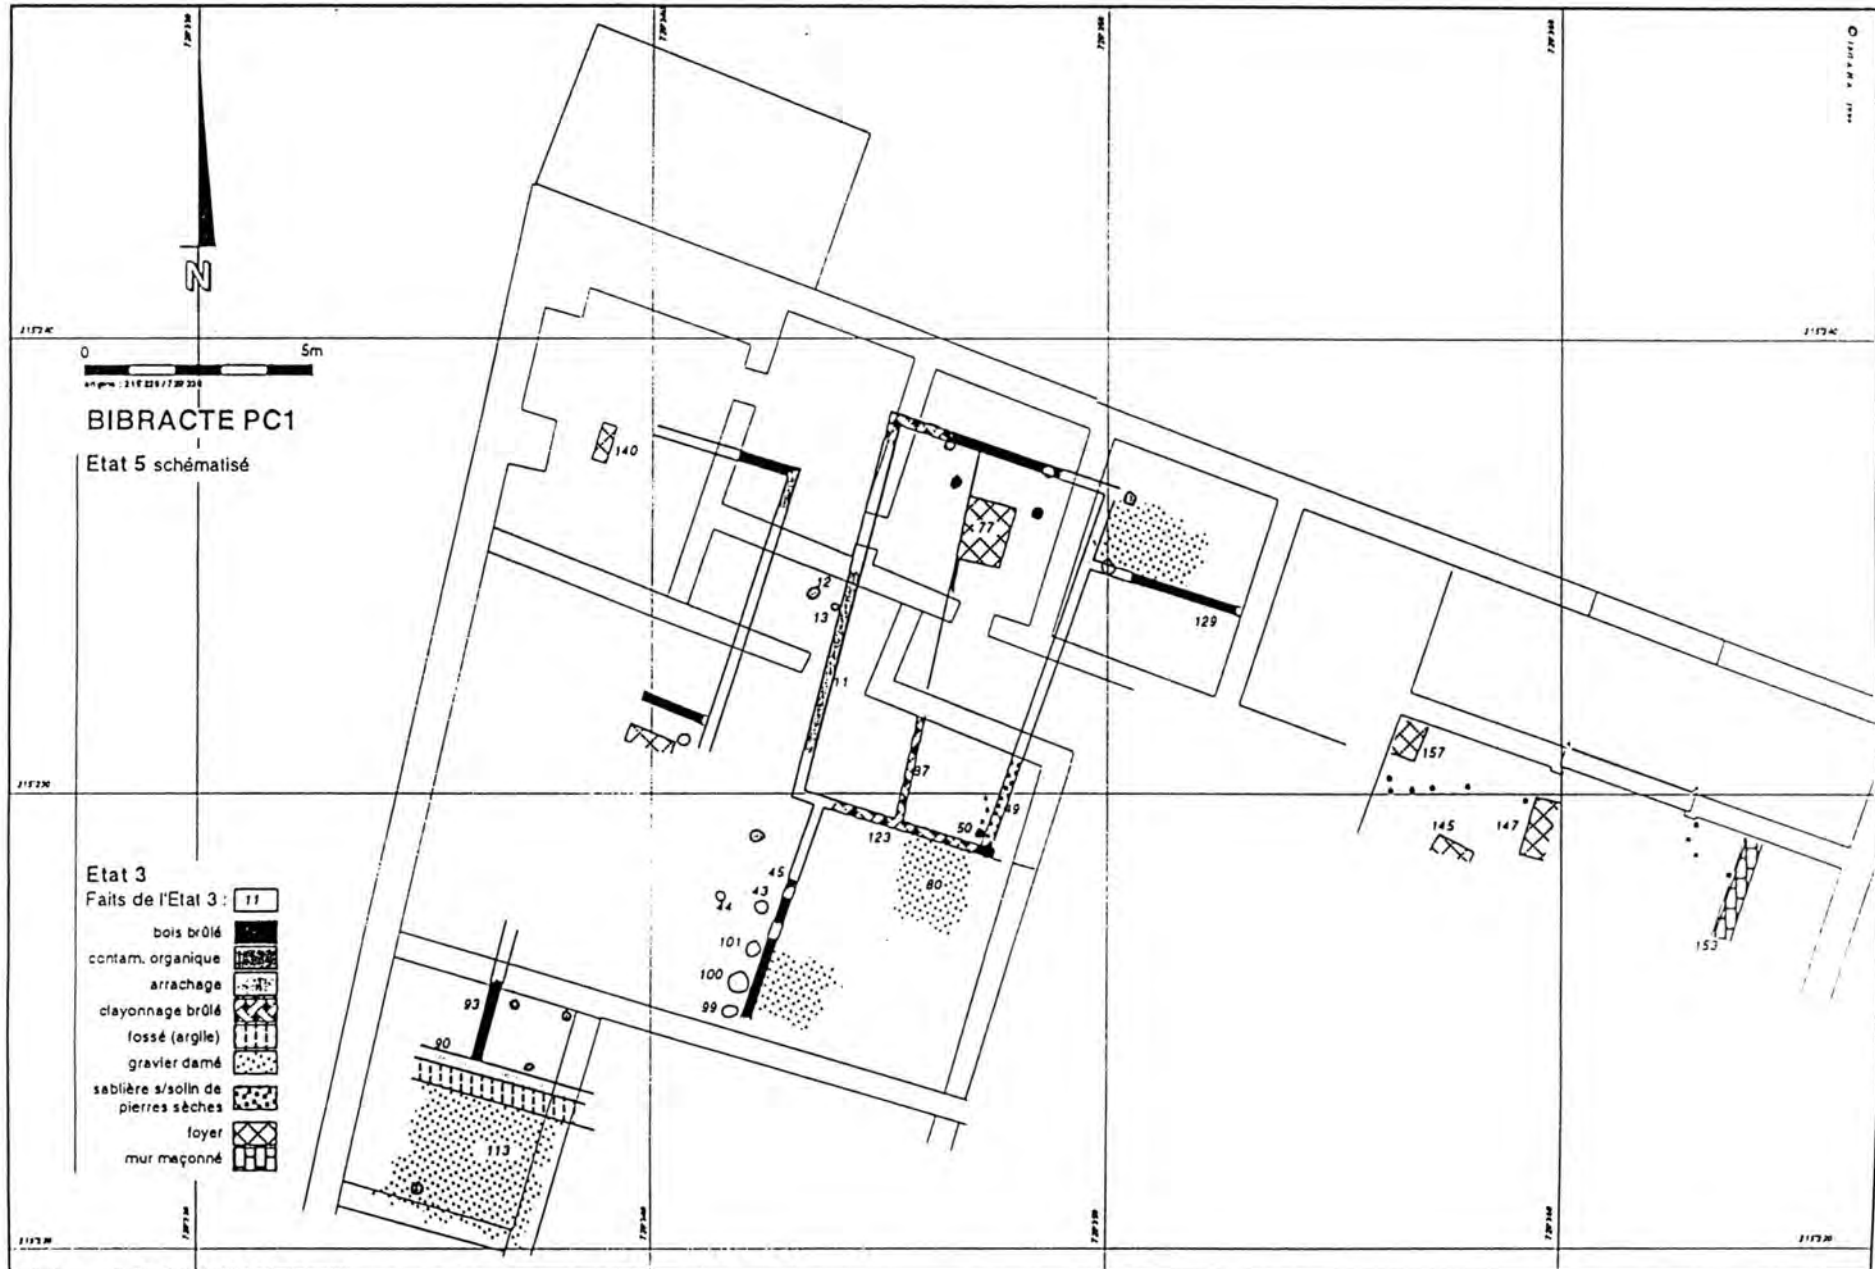 N
0 5m
BIBRACTE PC1
Etat 5 schématisé
Etat 3
Faits de l'Etat 3 : 11
bois brûlé
contam. organique
arrachage
clayonnage brûlé
fossé (argile)
gravier damé
sablière s/solin de
pierres sèches
foyer
mur maçonné
140
77
12
13
129
11
157
87
49
50
123
145
147
80
45
43
44
101
153
100
93
99
90
113